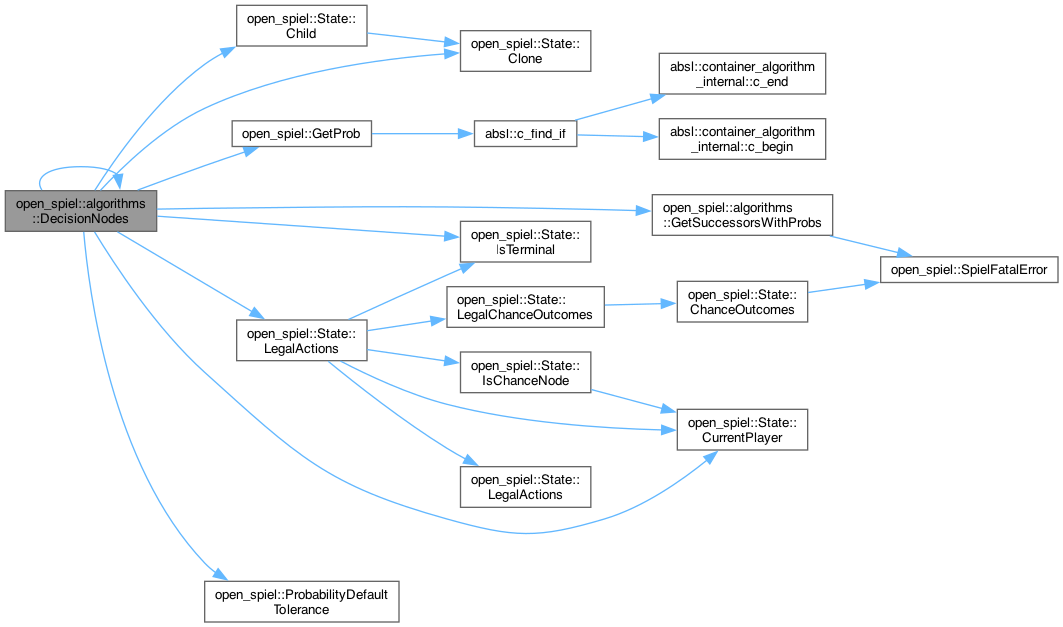 open_spiel::State::
Child
open_spiel::State::
Clone
absl::container_algorithm
_internal::c_end
open_spiel::GetProb
absl::c_find_if
absl::container_algorithm
_internal::c_begin
open_spiel::algorithms
::DecisionNodes
open_spiel::algorithms
::GetSuccessorsWithProbs
open_spiel::State::
IsTerminal
open_spiel::SpielFatalError
open_spiel::State::
LegalChanceOutcomes
open_spiel::State::
ChanceOutcomes
open_spiel::State::
LegalActions
open_spiel::State::
IsChanceNode
open_spiel::State::
CurrentPlayer
open_spiel::State::
LegalActions
open_spiel::ProbabilityDefault
Tolerance